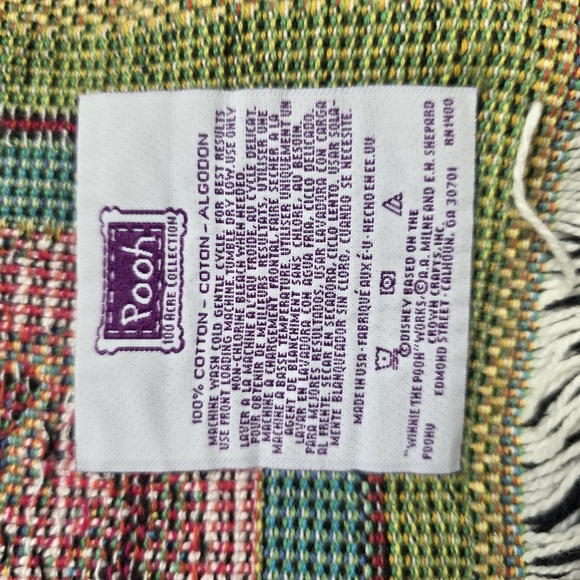 Pooh
100 ACRE COLLECTION
100% COTTON - COTON - ALGODON
MACHINE WASH COLD GENTLE CYCLE. FOR BEST RESULTS
USE FRONT LOADING MACHINE. TUMBLE DRY LOW. USE ONLY
NON-CHLORINE BLEACH WHEN NEEDED.
LAVER A LA MACHINE A L'EAU FROIDE AU CYCLE DELICAT.
POUR OBTENIR DE MEILLEURS RESULTATS, UTILISER UNE
MACHINE A CHARGEMENT FRONTAL. FAIRE SECHER A LA
MACHINE A BASSE TEMPERATURE. UTILISER UNIQUEMENT UN
AGENT DE BLANCHIMENT SANS CHLORE, AU BESOIN.
LAVER EN LAVADORA CON AGUA FRIA, CICLO DELICADO.
PARA MEJORES RESULTADOS, USAR LAVADORA CON CARGA
AL FRENTE. SECAR EN SECADORA, CICLO LENTO. USAR SOLA-
MENTE BLANQUEADOR SIN CLORO, CUANDO SE NECESITE.
MADE IN USA - FABRIQUÉ AUX É-U - HECHO EN EE.UU
©DISNEY BASED ON THE
"WINNIE THE POOH" WORKS, © A.A. MILNE AND E.H. SHEPARD
CROWN CRAFTS, INC.
EDMOND STREET - CALHOUN, GA 30701
POOHU
RN1400